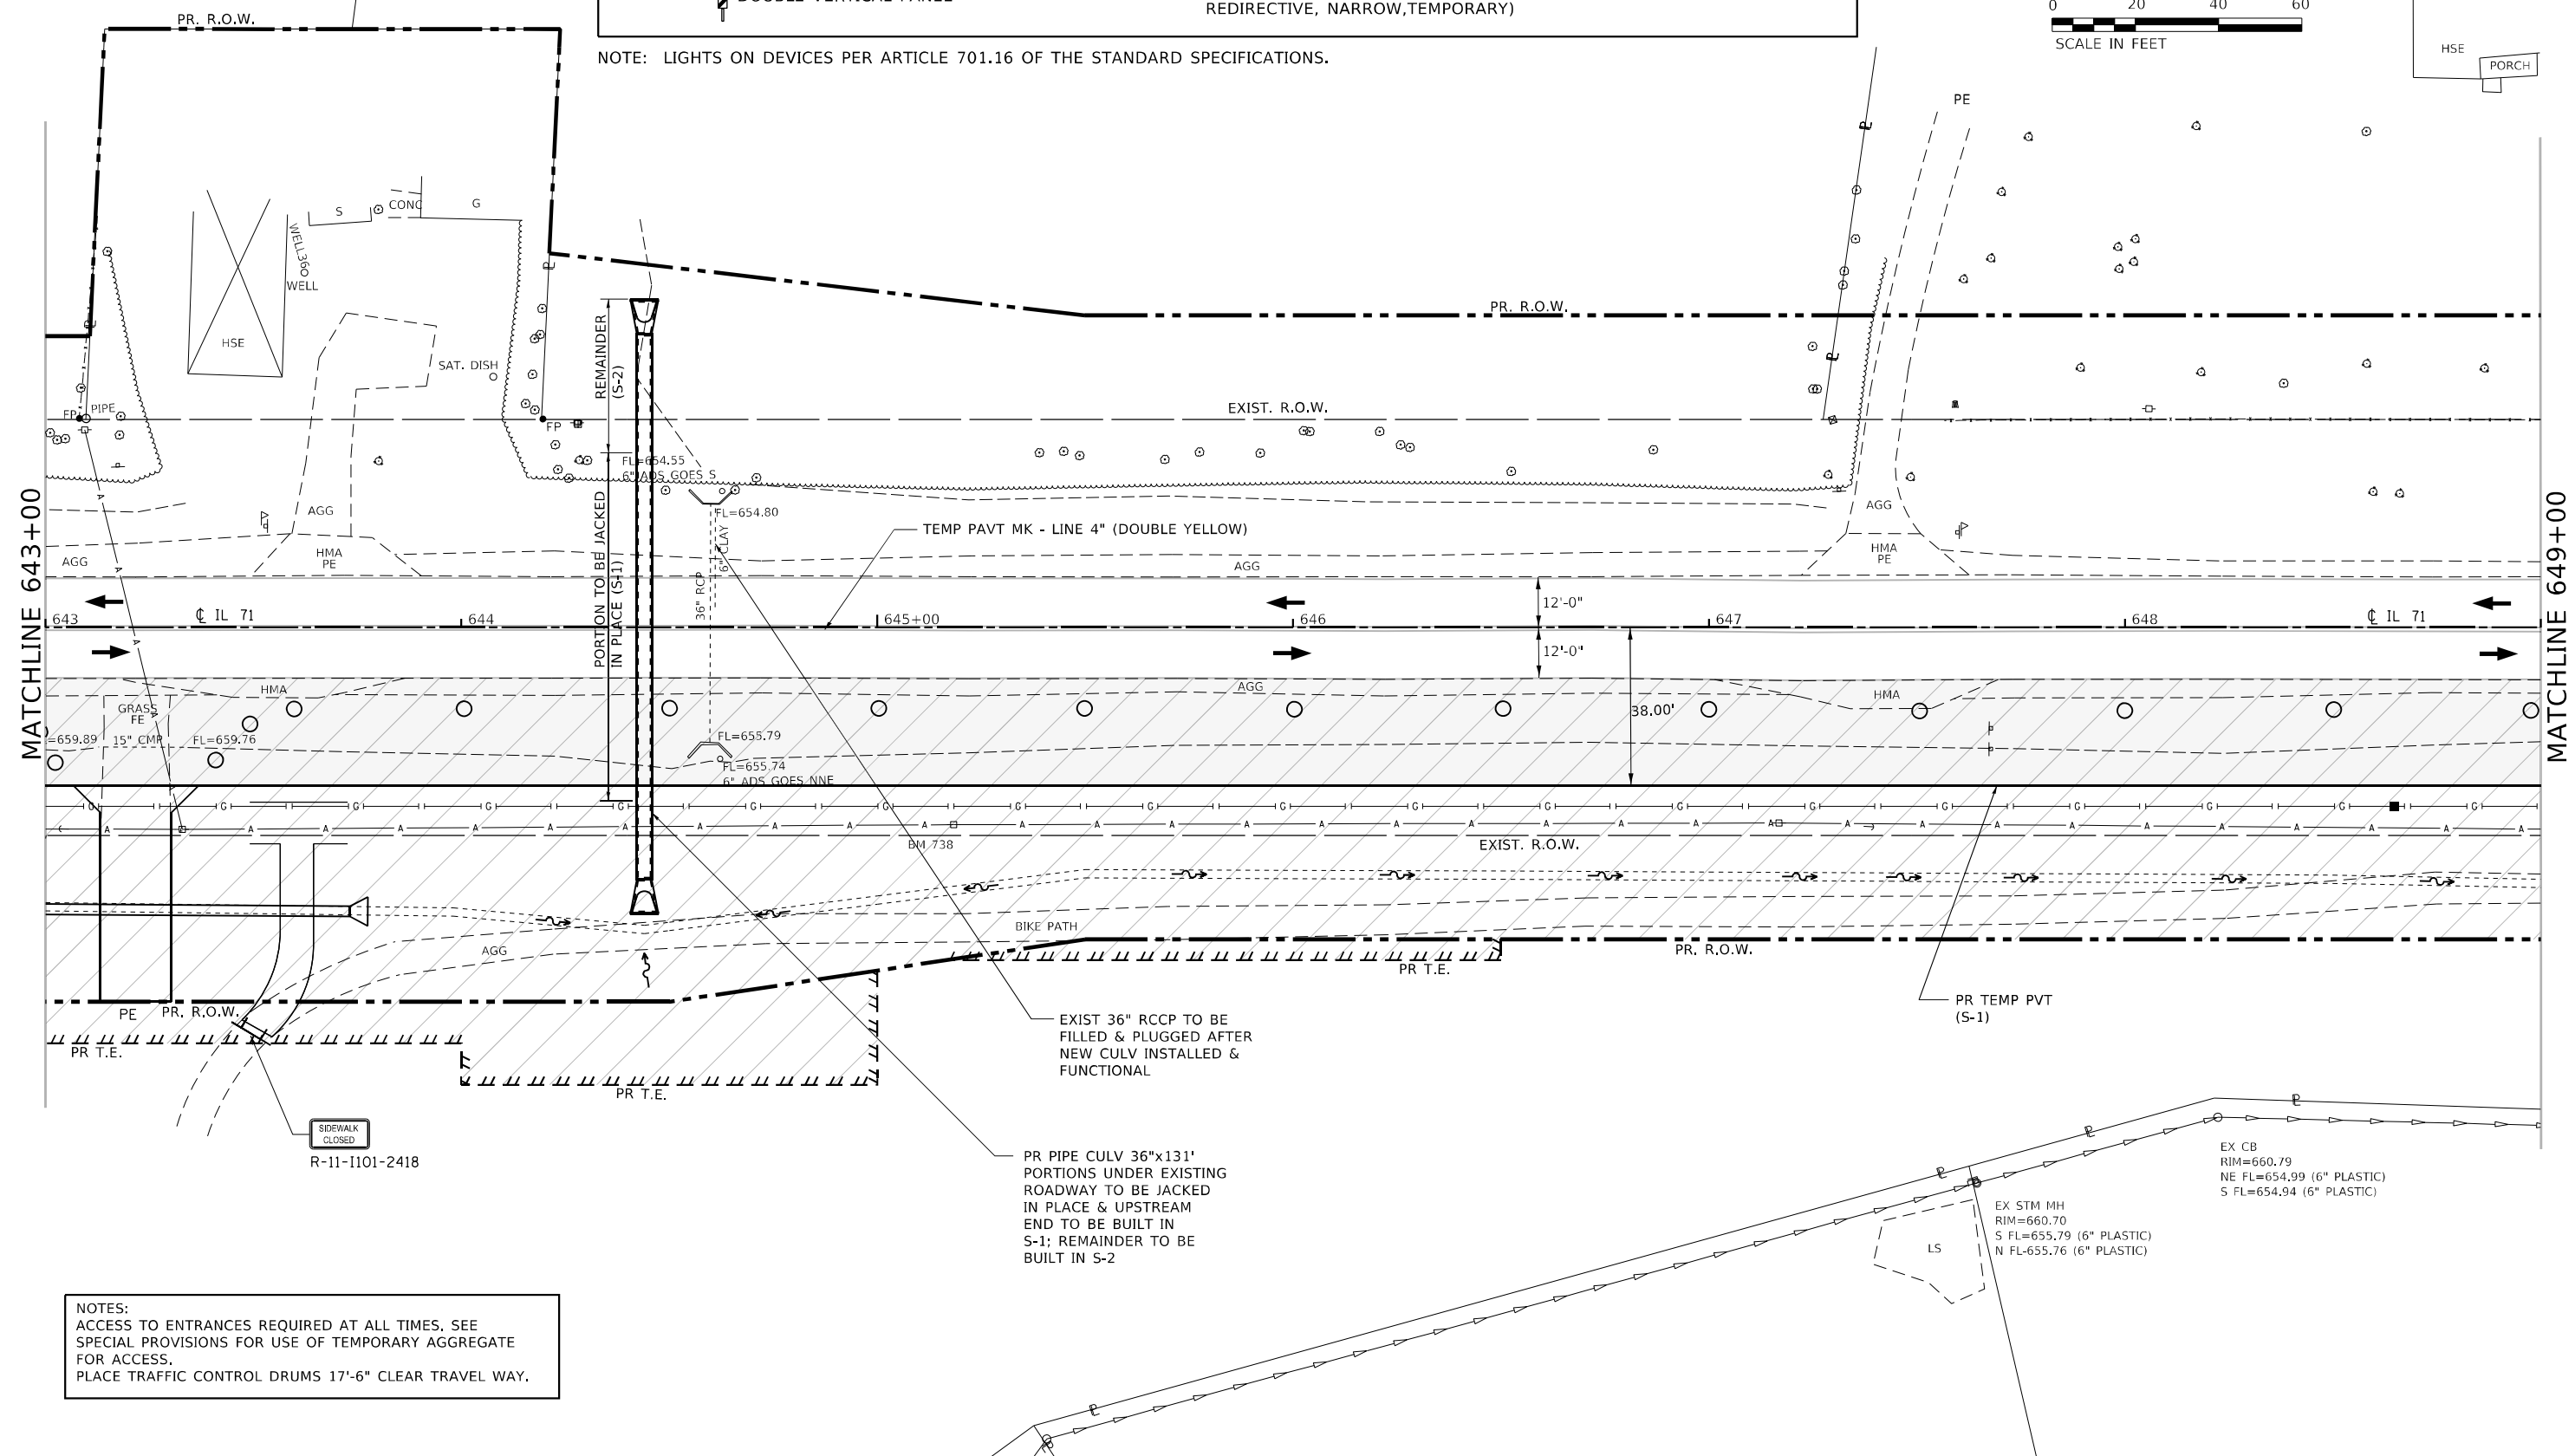 DOUBLE VERTICAL PANEL
REDIRECTIVE, NARROW,TEMPORARY)
NOTE: LIGHTS ON DEVICES PER ARTICLE 701.16 OF THE STANDARD SPECIFICATIONS.
0 20 40 60
SCALE IN FEET
HSE
PORCH
PR. R.O.W.
PE
S
CONC
G
WELL36
WELL
HSE
SAT. DISH
PR. R.O.W.
REMAINDER
(S-2)
EXIST. R.O.W.
FP
PIPE
FP
FL=654.55
6" ADS GOES S
FL=654.80
6" CLAY
36" RCP
PORTION TO BE JACKED
IN PLACE (S-1)
TEMP PAVT MK - LINE 4" (DOUBLE YELLOW)
AGG
HMA
PE
AGG
AGG
AGG
HMA
PE
MATCHLINE 643+00
MATCHLINE 649+00
643
℄ IL 71
644
645+00
646
647
648
℄ IL 71
12'-0"
12'-0"
38.00'
HMA
AGG
HMA
GRASS
FE
=659.89
15" CMP
FL=659.76
FL=655.79
FL=655.74
6" ADS GOES NNE
G G G G G G G G G G G G G G G G G G
A A A A A A A A A A A A A A A A A A A A A A A A A A A A A A A A A A A
BM 738
EXIST. R.O.W.
BIKE PATH
AGG
PR. R.O.W.
PR T.E.
PE
PR. R.O.W.
PR T.E.
PR T.E.
PR TEMP PVT
(S-1)
EXIST 36" RCCP TO BE
FILLED & PLUGGED AFTER
NEW CULV INSTALLED &
FUNCTIONAL
SIDEWALK
CLOSED
R-11-I101-2418
PR PIPE CULV 36"x131'
PORTIONS UNDER EXISTING
ROADWAY TO BE JACKED
IN PLACE & UPSTREAM
END TO BE BUILT IN
S-1; REMAINDER TO BE
BUILT IN S-2
EX CB
RIM=660.79
NE FL=654.99 (6" PLASTIC)
S FL=654.94 (6" PLASTIC)
EX STM MH
RIM=660.70
S FL=655.79 (6" PLASTIC)
N FL-655.76 (6" PLASTIC)
LS
NOTES:
ACCESS TO ENTRANCES REQUIRED AT ALL TIMES. SEE
SPECIAL PROVISIONS FOR USE OF TEMPORARY AGGREGATE
FOR ACCESS.
PLACE TRAFFIC CONTROL DRUMS 17'-6" CLEAR TRAVEL WAY.